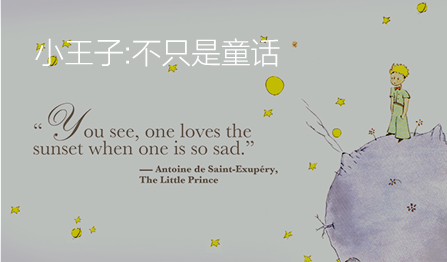 小王子:不只是童话
“You see, one loves the
sunset when one is so sad.”
— Antoine de Saint-Exupéry,
The Little Prince